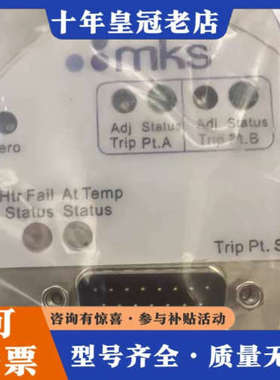 十年皇冠老店
mks
Adj Status Adj Status
Trip Pt.A Trip Pt.B
ero
Htr Fail At Temp
Status Status
Trip Pt. S
可
票
咨询有惊喜·参与补贴活动
型号齐全·质量无